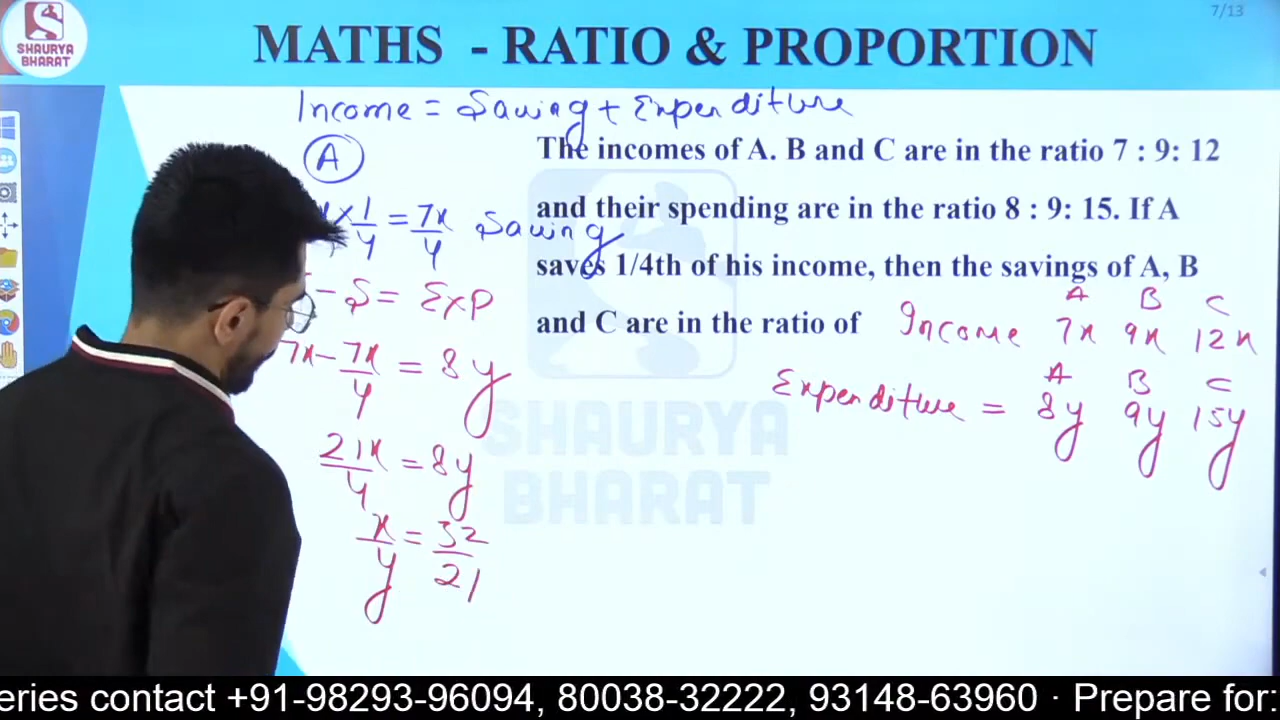 7/13
SHAURYA
BHARAT
MATHS - RATIO & PROPORTION
Income = Saving + Expenditure
A
The incomes of A. B and C are in the ratio 7 : 9: 12
and their spending are in the ratio 8 : 9: 15. If A
saves 1/4th of his income, then the savings of A, B
and C are in the ratio of
×1/4 = 7x/4 Saving
- S = Exp
7x - 7x/4 = 8y
21x/4 = 8y
x/y = 32/21
A B C
Income 7x 9x 12x
A B C
Expenditure = 8y 9y 15y
SHAURYA
BHARAT
eries contact +91-98293-96094, 80038-32222, 93148-63960 · Prepare for: